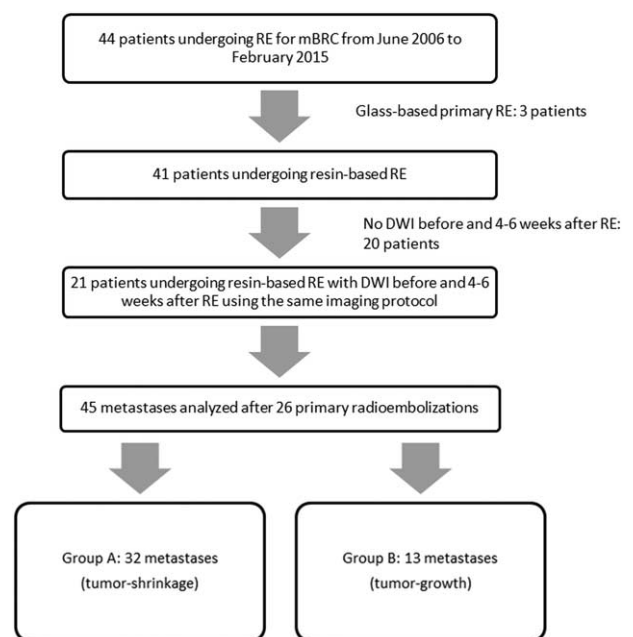 44 patients undergoing RE for mBRC from June 2006 to
February 2015
Glass-based primary RE: 3 patients
41 patients undergoing resin-based RE
No DWI before and 4-6 weeks after RE:
20 patients
21 patients undergoing resin-based RE with DWI before and 4-6
weeks after RE using the same imaging protocol
45 metastases analyzed after 26 primary radioembolizations
Group A: 32 metastases
(tumor-shrinkage)
Group B: 13 metastases
(tumor-growth)